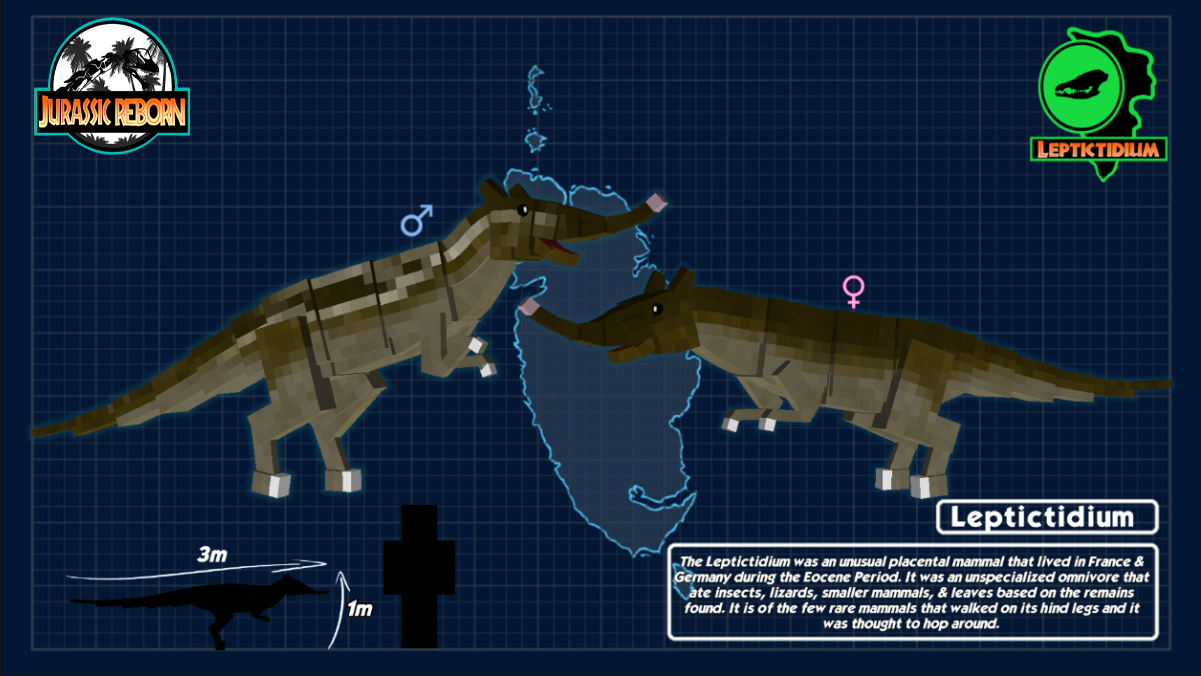 JURASSIC REBORN
LEPTICTIDIUM
♂
♀
Leptictidium
3m
1m
The Leptictidium was an unusual placental mammal that lived in France &
Germany during the Eocene Period. It was an unspecialized omnivore that
ate insects, lizards, smaller mammals, & leaves based on the remains
found. It is of the few rare mammals that walked on its hind legs and it
was thought to hop around.